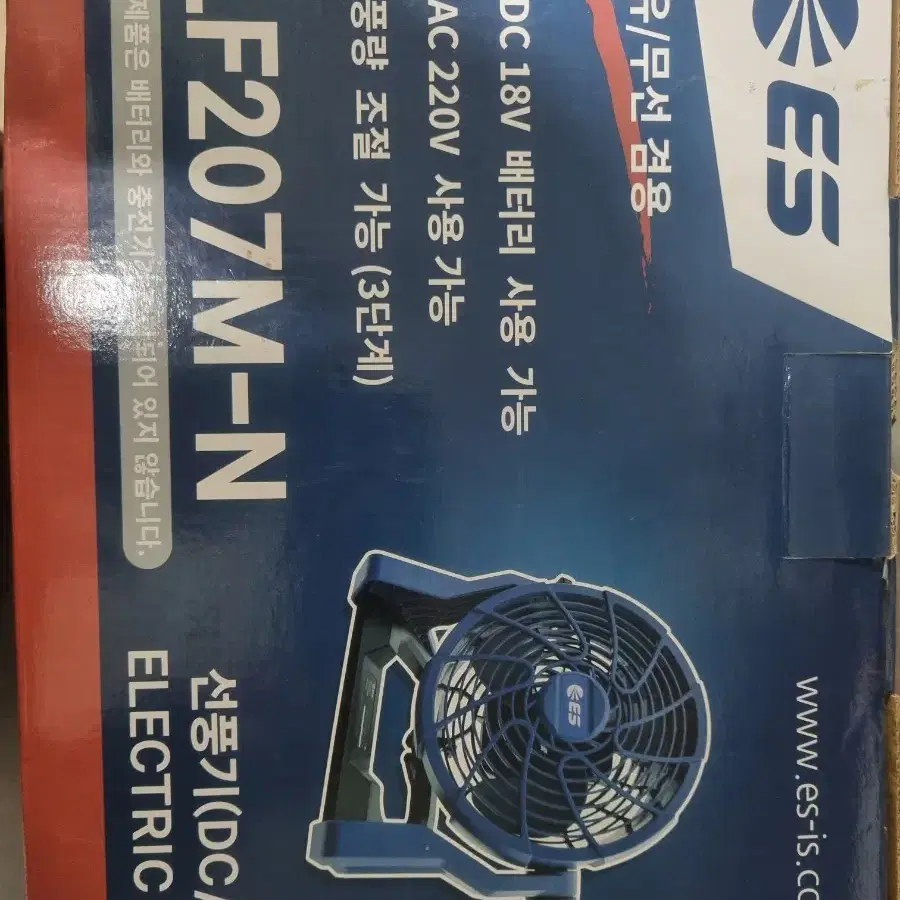 ES
유/무선 겸용
DC 18V 배터리 사용 가능
AC 220V 사용 가능
풍량 조절 가능 (3단계)
F207M-N
제품은 배터리와 충전기가 있지 않습니다.
선풍기(DC/
ELECTRIC
ES
www.es-is.co